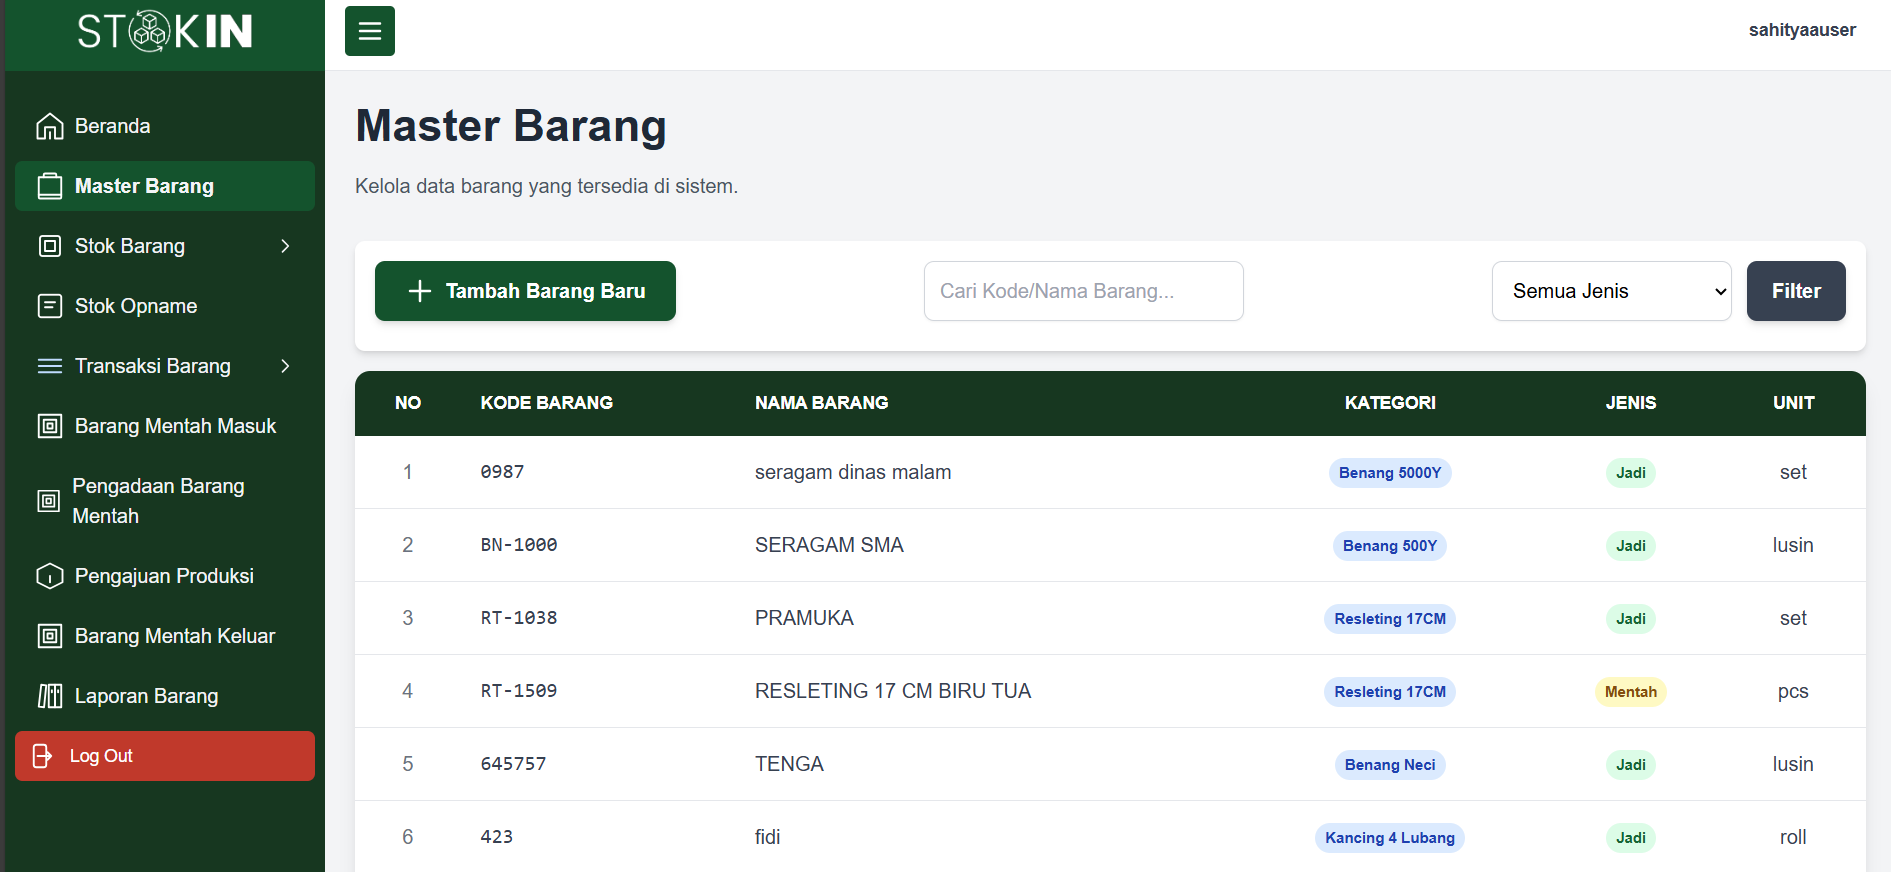 STOKIN
sahityaauser
Beranda
Master Barang
Stok Barang
Stok Opname
Transaksi Barang
Barang Mentah Masuk
Pengadaan Barang
Mentah
Pengajuan Produksi
Barang Mentah Keluar
Laporan Barang
Log Out
Master Barang
Kelola data barang yang tersedia di sistem.
Tambah Barang Baru
Cari Kode/Nama Barang...
Semua Jenis
Filter
NO KODE BARANG NAMA BARANG KATEGORI JENIS UNIT
1 0987 seragam dinas malam Benang 5000Y Jadi set
2 BN-1000 SERAGAM SMA Benang 500Y Jadi lusin
3 RT-1038 PRAMUKA Resleting 17CM Jadi set
4 RT-1509 RESLETING 17 CM BIRU TUA Resleting 17CM Mentah pcs
5 645757 TENGA Benang Neci Jadi lusin
6 423 fidi Kancing 4 Lubang Jadi roll